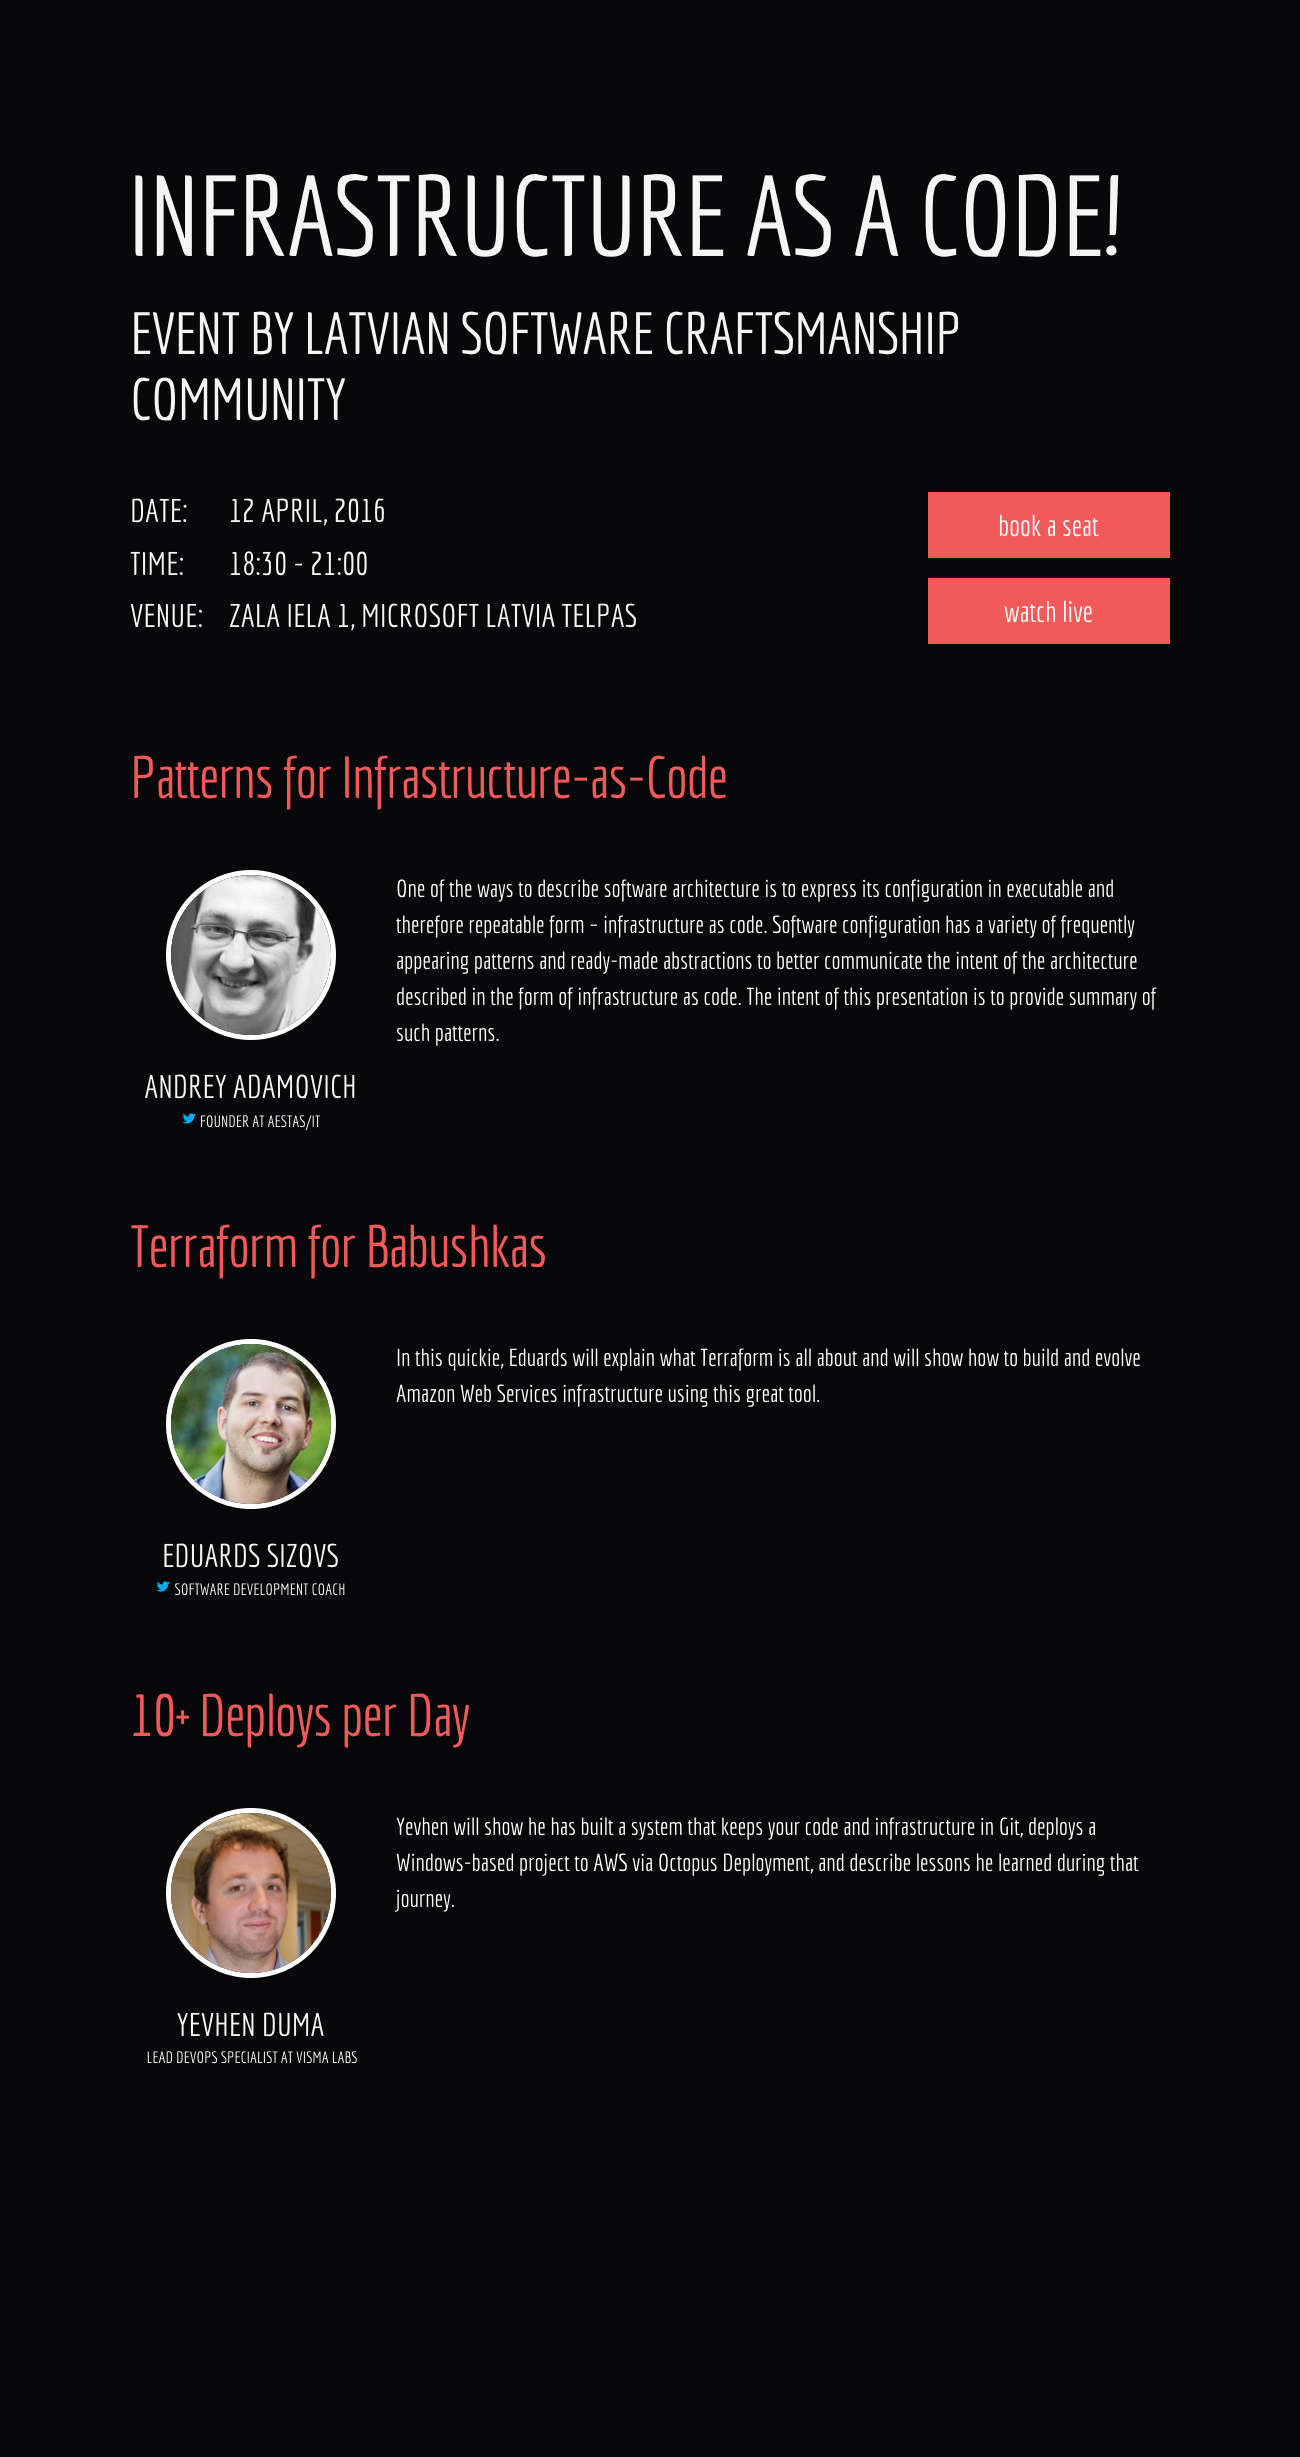 INFRASTRUCTURE AS A CODE!
EVENT BY LATVIAN SOFTWARE CRAFTSMANSHIP
COMMUNITY
DATE: 12 APRIL, 2016
TIME: 18:30 - 21:00
VENUE: ZALA IELA 1, MICROSOFT LATVIA TELPAS
book a seat
watch live
Patterns for Infrastructure-as-Code
One of the ways to describe software architecture is to express its configuration in executable and
therefore repeatable form – infrastructure as code. Software configuration has a variety of frequently
appearing patterns and ready-made abstractions to better communicate the intent of the architecture
described in the form of infrastructure as code. The intent of this presentation is to provide summary of
such patterns.
ANDREY ADAMOVICH
FOUNDER AT AESTAS/IT
Terraform for Babushkas
In this quickie, Eduards will explain what Terraform is all about and will show how to build and evolve
Amazon Web Services infrastructure using this great tool.
EDUARDS SIZOVS
SOFTWARE DEVELOPMENT COACH
10+ Deploys per Day
Yevhen will show he has built a system that keeps your code and infrastructure in Git, deploys a
Windows-based project to AWS via Octopus Deployment, and describe lessons he learned during that
journey.
YEVHEN DUMA
LEAD DEVOPS SPECIALIST AT VISMA LABS